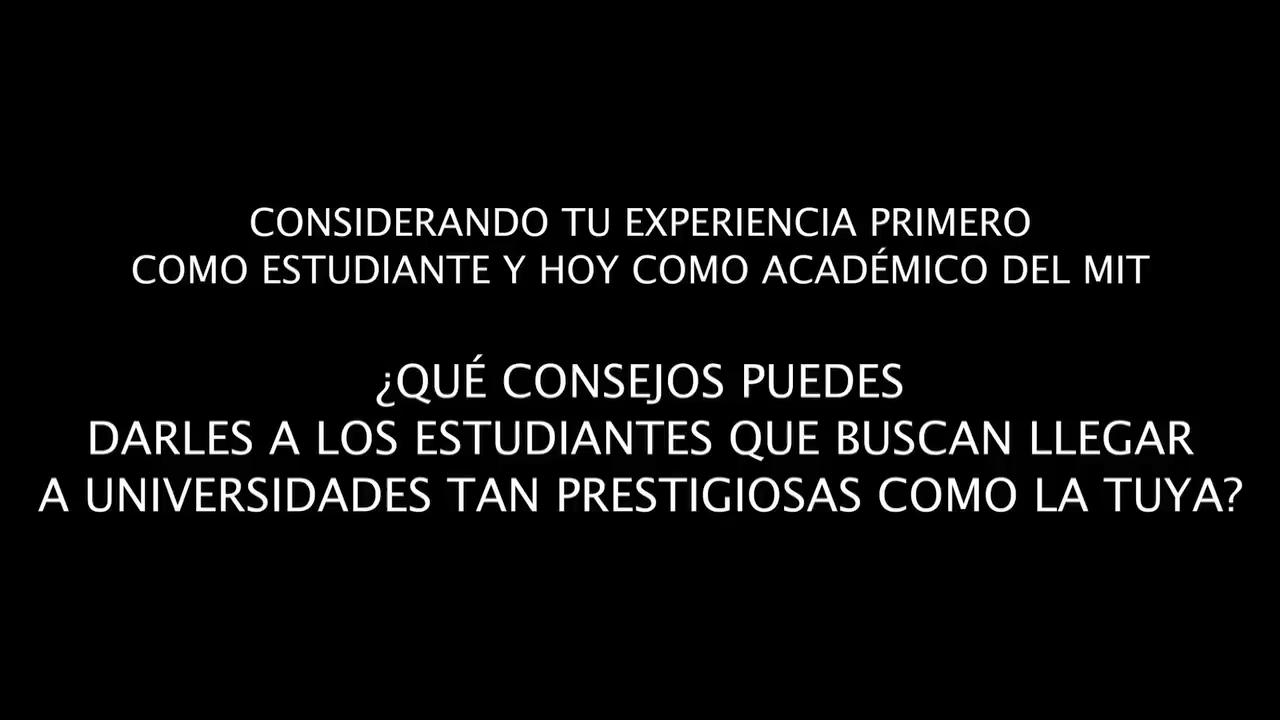 CONSIDERANDO TU EXPERIENCIA PRIMERO
COMO ESTUDIANTE Y HOY COMO ACADÉMICO DEL MIT
¿QUÉ CONSEJOS PUEDES
DARLES A LOS ESTUDIANTES QUE BUSCAN LLEGAR
A UNIVERSIDADES TAN PRESTIGIOSAS COMO LA TUYA?